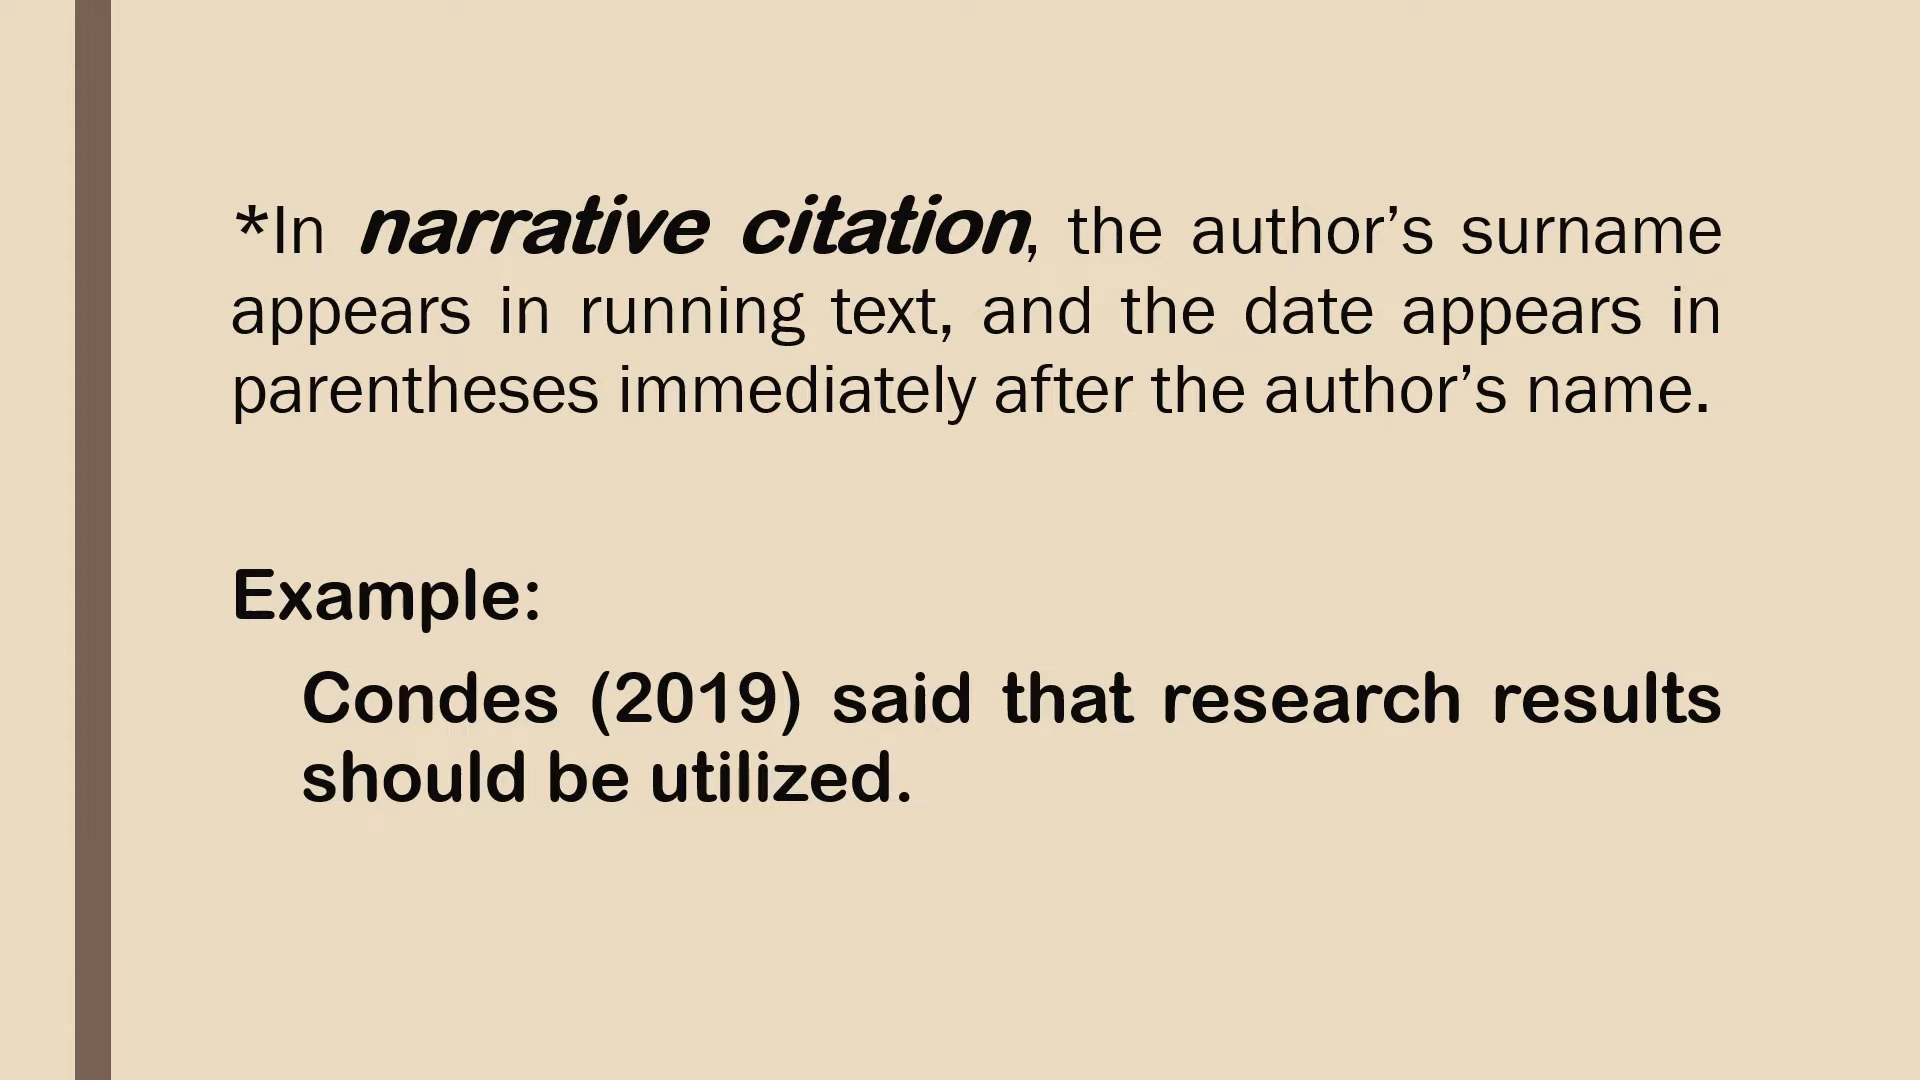 *In narrative citation, the author’s surname
appears in running text, and the date appears in
parentheses immediately after the author’s name.
Example:
Condes (2019) said that research results
should be utilized.